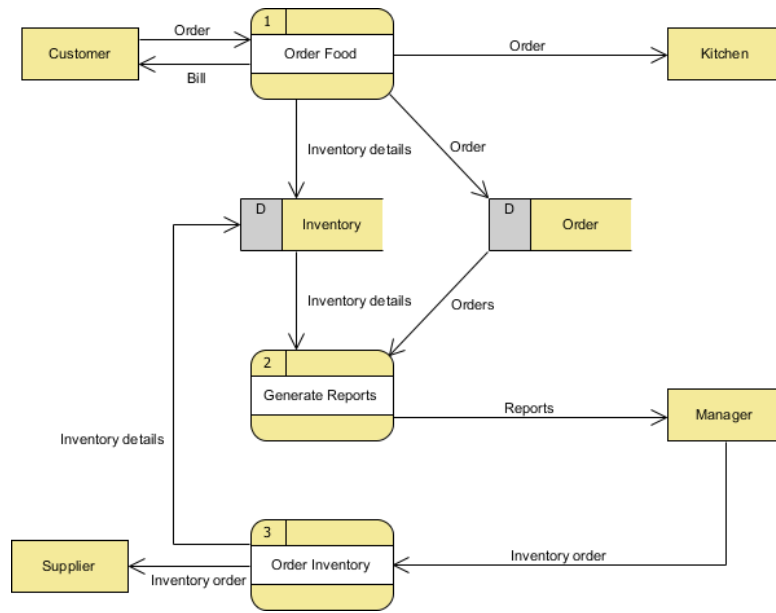 1
Order
Customer
Order Food
Order
Kitchen
Bill
Inventory details
Order
D
Inventory
D
Order
Inventory details
Orders
2
Generate Reports
Reports
Manager
Inventory details
3
Supplier
Order Inventory
Inventory order
Inventory order